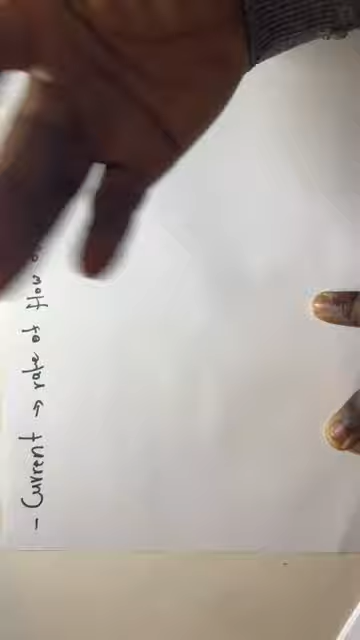 - Current → rate of flow